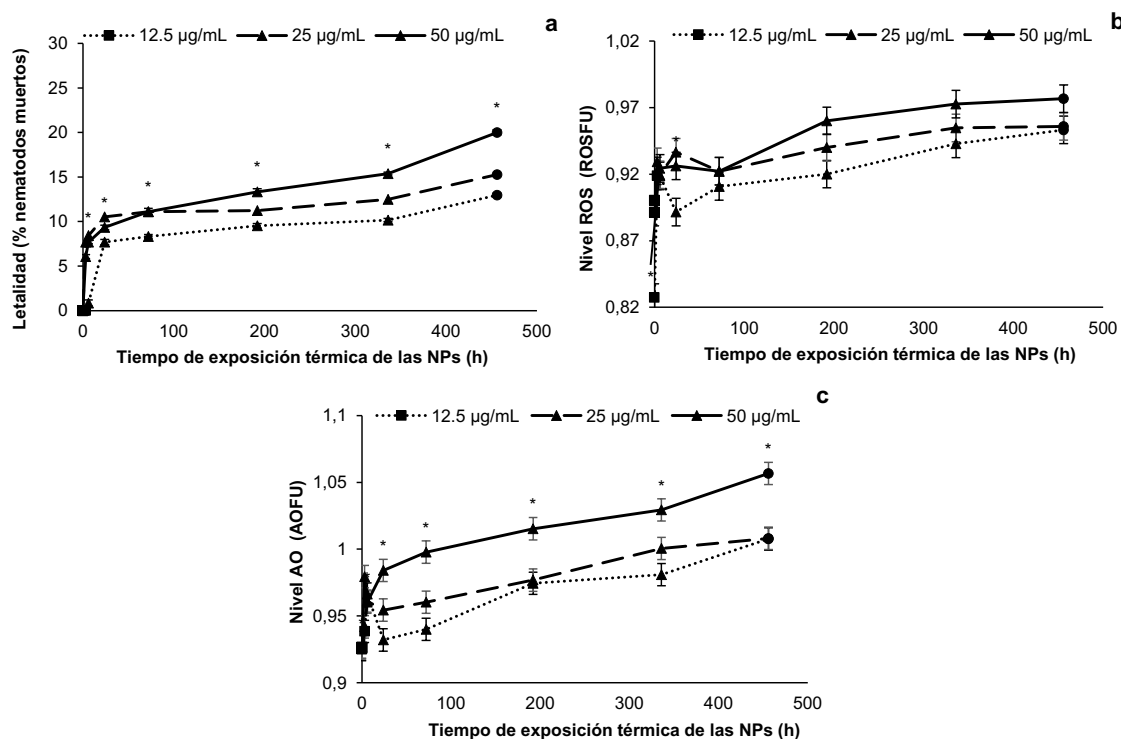 a
12.5 µg/mL 25 µg/mL 50 µg/mL
30
25
20
15
10
5
0
* * * * * * *
0 100 200 300 400 500
Letalidad (% nematodos muertos)
Tiempo de exposición térmica de las NPs (h)
b
1,02
12.5 µg/mL 25 µg/mL 50 µg/mL
0,97
0,92
0,87
0,82
* *
0 100 200 300 400 500
Nivel ROS (ROSFU)
Tiempo de exposición térmica de las NPs (h)
c
1,1
12.5 µg/mL 25 µg/mL 50 µg/mL
1,05
1
0,95
0,9
* * * * *
0 100 200 300 400 500
Nivel AO (AOFU)
Tiempo de exposición térmica de las NPs (h)